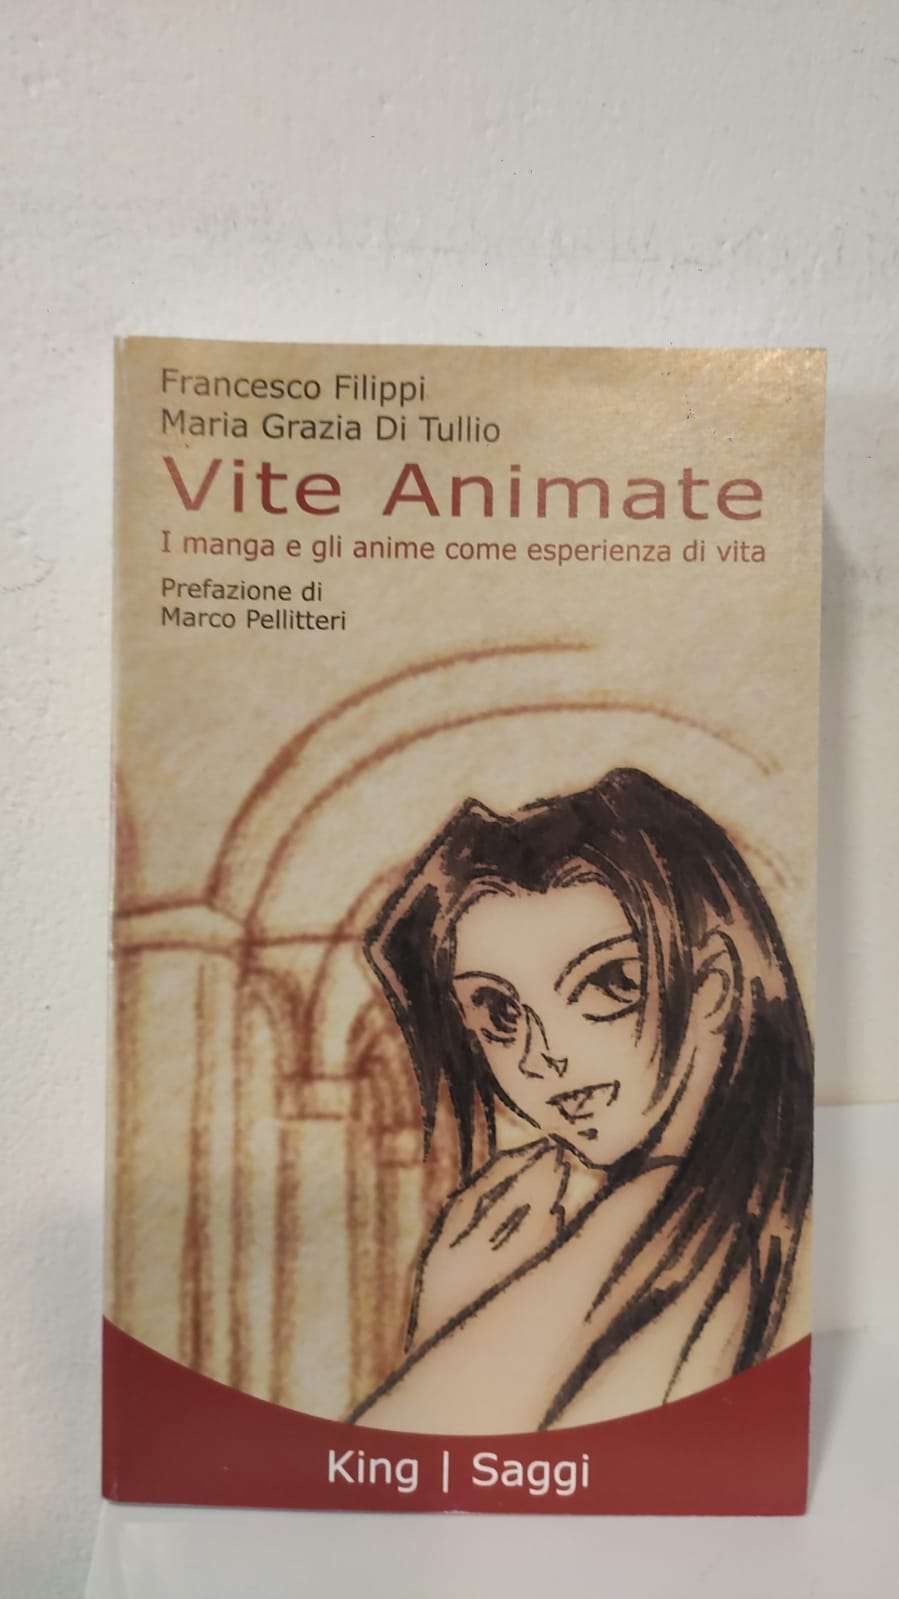 Francesco Filippi
Maria Grazia Di Tullio
Vite Animate
I manga e gli anime come esperienza di vita
Prefazione di
Marco Pellitteri
King | Saggi